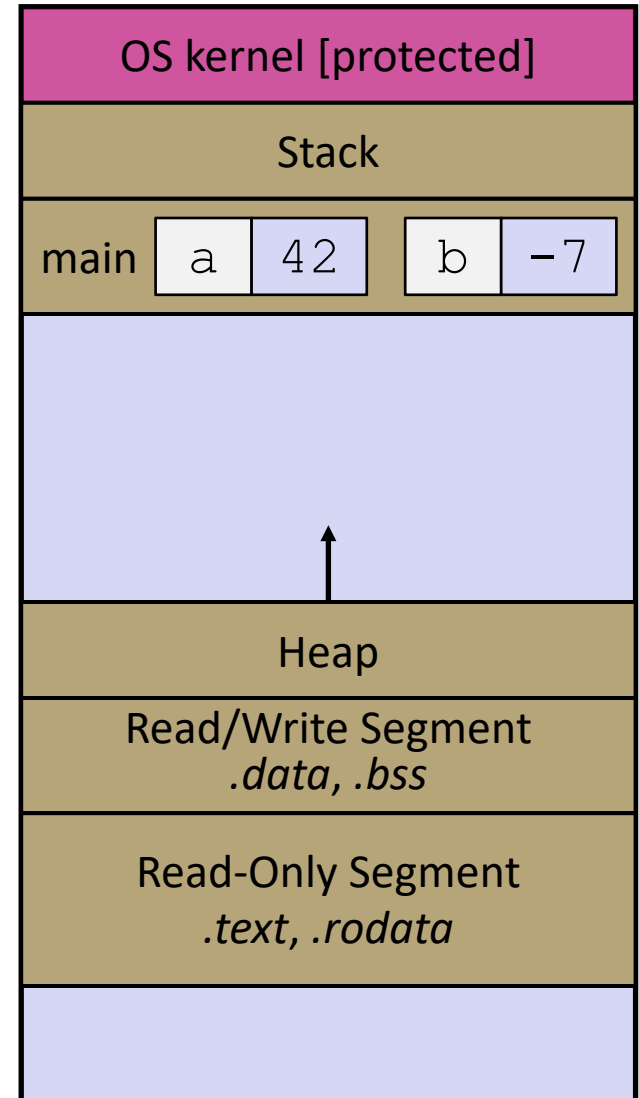 OS kernel [protected]
Stack
main a 42 b -7
Heap
Read/Write Segment
.data, .bss
Read-Only Segment
.text, .rodata